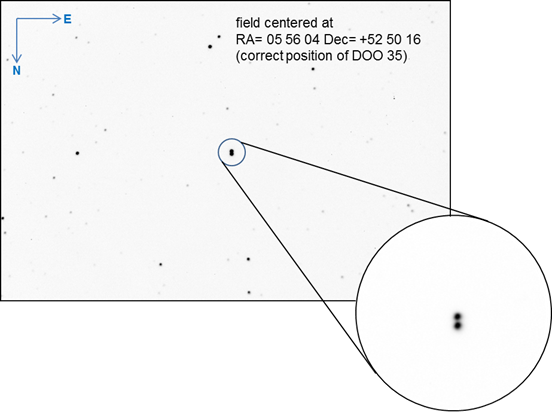 E
N
field centered at
RA= 05 56 04 Dec= +52 50 16
(correct position of DOO 35)